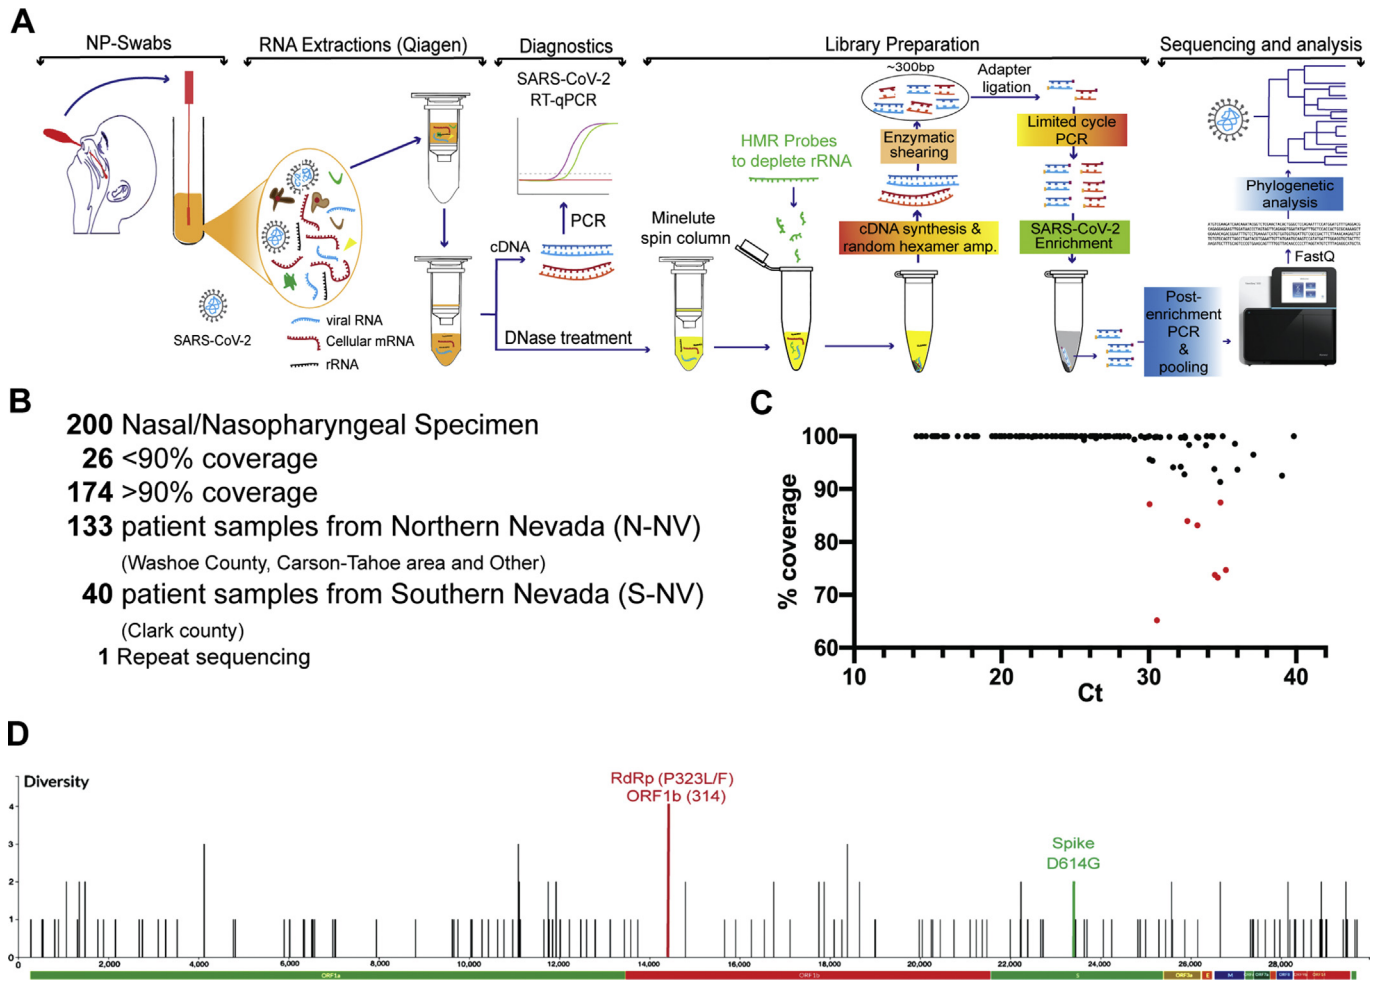 A
NP-Swabs
RNA Extractions (Qiagen)
Diagnostics
Library Preparation
Sequencing and analysis
SARS-CoV-2
RT-qPCR
~300bp
Adapter
ligation
Limited cycle
PCR
HMR Probes
to deplete rRNA
Enzymatic
shearing
Phylogenetic
analysis
PCR
cDNA
Minelute
spin column
cDNA synthesis &
random hexamer amp.
SARS-CoV-2
Enrichment
FastQ
SARS-CoV-2
viral RNA
Cellular mRNA
rRNA
DNase treatment
Post-
enrichment
PCR
&
pooling
B
200 Nasal/Nasopharyngeal Specimen
26 <90% coverage
174 >90% coverage
133 patient samples from Northern Nevada (N-NV)
(Washoe County, Carson-Tahoe area and Other)
40 patient samples from Southern Nevada (S-NV)
(Clark county)
1 Repeat sequencing
C
100
90
80
70
60
% coverage
10 20 30 40
Ct
D
Diversity
RdRp (P323L/F)
ORF1b (314)
Spike
D614G
4
3
2
1
0
0 2,000 4,000 6,000 8,000 10,000 12,000 14,000 16,000 18,000 20,000 22,000 24,000 26,000 28,000
ORF1a ORF1b S ORF3a E M